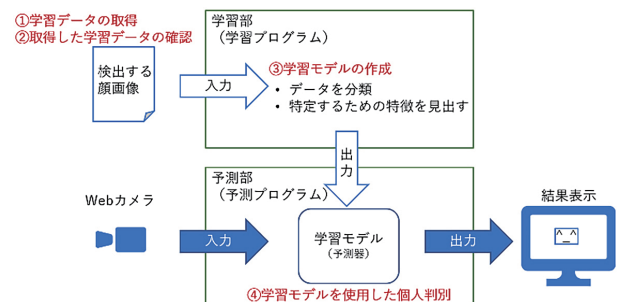 ①学習データの取得
②取得した学習データの確認
検出する
顔画像
入力
学習部
（学習プログラム）
③学習モデルの作成
• データを分類
• 特定するための特徴を見出す
出力
予測部
（予測プログラム）
Webカメラ
入力
学習モデル
（予測器）
出力
結果表示
^_^
④学習モデルを使用した個人判別